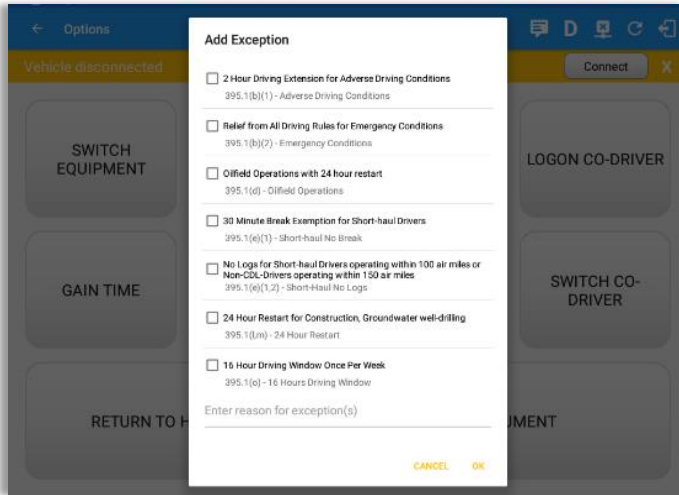 Options
D
Vehicle disconnected
Connect
X
Add Exception
2 Hour Driving Extension for Adverse Driving Conditions
395.1(b)(1) - Adverse Driving Conditions
Relief from All Driving Rules for Emergency Conditions
395.1(b)(2) - Emergency Conditions
Oilfield Operations with 24 hour restart
395.1(d) - Oilfield Operations
30 Minute Break Exemption for Short-haul Drivers
395.1(e)(1) - Short-haul No Break
No Logs for Short-haul Drivers operating within 100 air miles or
Non-CDL-Drivers operating within 150 air miles
395.1(e)(1,2) - Short-Haul No Logs
24 Hour Restart for Construction, Groundwater well-drilling
395.1(l,m) - 24 Hour Restart
16 Hour Driving Window Once Per Week
395.1(o) - 16 Hours Driving Window
Enter reason for exception(s)
CANCEL OK
SWITCH
EQUIPMENT
LOGON CO-DRIVER
GAIN TIME
SWITCH CO-
DRIVER
RETURN TO